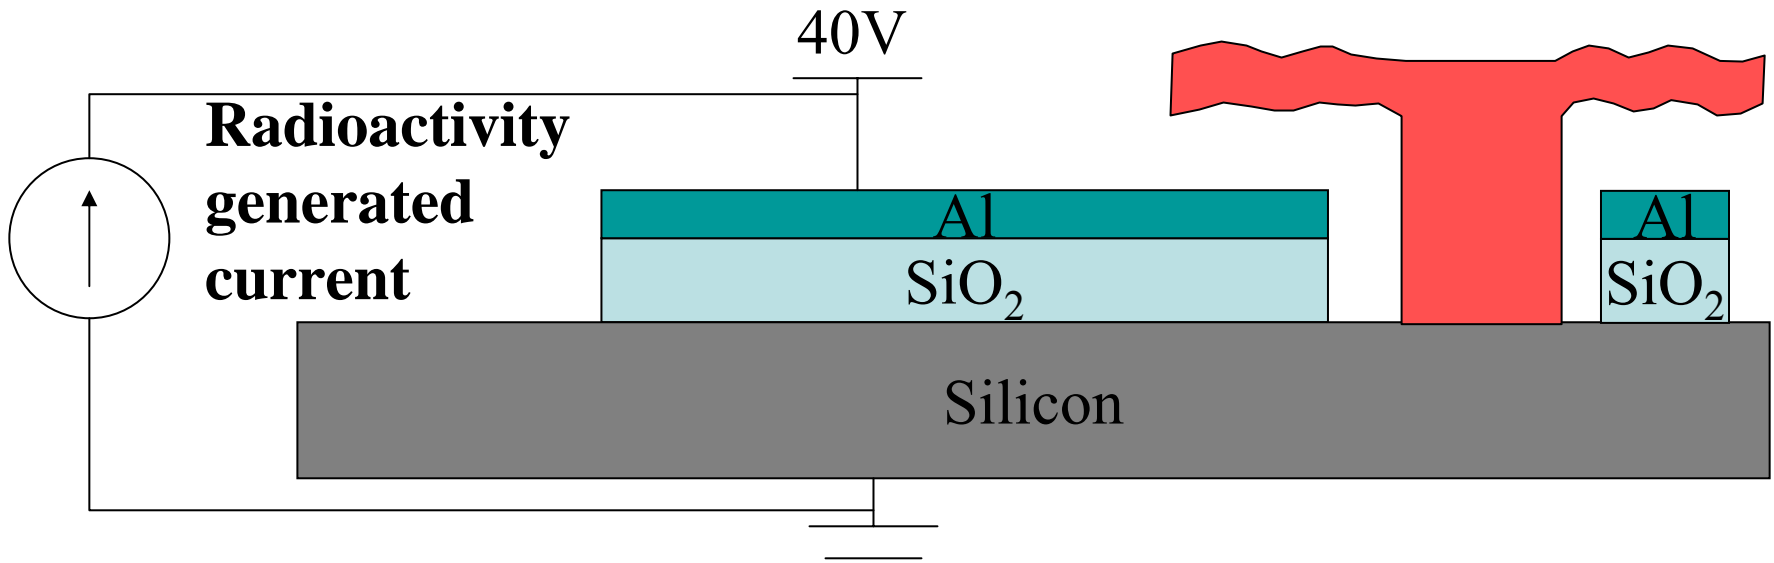 40V
Radioactivity
generated
current
Al
SiO₂
Al
SiO₂
Silicon